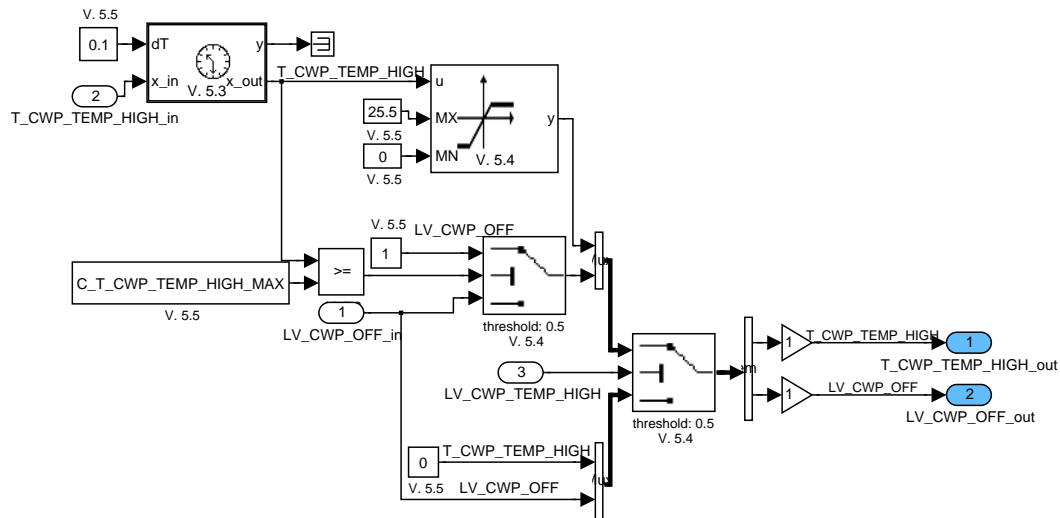 V. 5.5
0.1
dT
y
x_in
x_out
V. 5.3
2
T_CWP_TEMP_HIGH_in
T_CWP_TEMP_HIGH
u
25.5
MX
y
V. 5.5
0
MN
V. 5.4
V. 5.5
V. 5.5
LV_CWP_OFF
1
>=
C_T_CWP_TEMP_HIGH_MAX
V. 5.5
1
LV_CWP_OFF_in
threshold: 0.5
V. 5.4
3
LV_CWP_TEMP_HIGH
threshold: 0.5
V. 5.4
1
T_CWP_TEMP_HIGH
1
T_CWP_TEMP_HIGH_out
1
LV_CWP_OFF
2
LV_CWP_OFF_out
T_CWP_TEMP_HIGH
0
V. 5.5
LV_CWP_OFF